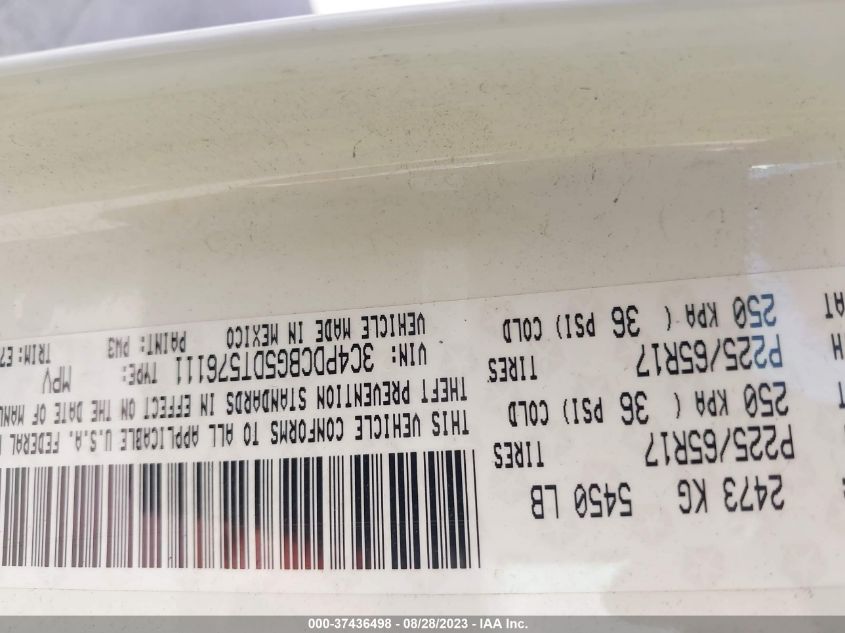 2473 KG 5450 LB
P225/65R17 TIRES
250 KPA ( 36 PSI) COLD
P225/65R17 TIRES
250 KPA ( 36 PSI) COLD
THIS VEHICLE CONFORMS TO ALL APPLICABLE U.S.A. FEDERAL
THEFT PREVENTION STANDARDS IN EFFECT ON THE DATE OF MANU
VIN: 3C4PDCBG5DT576111 TYPE: MPV
VEHICLE MADE IN MEXICO PAINT: PW3 TRIM: E7
000-37436498 - 08/28/2023 - IAA Inc.